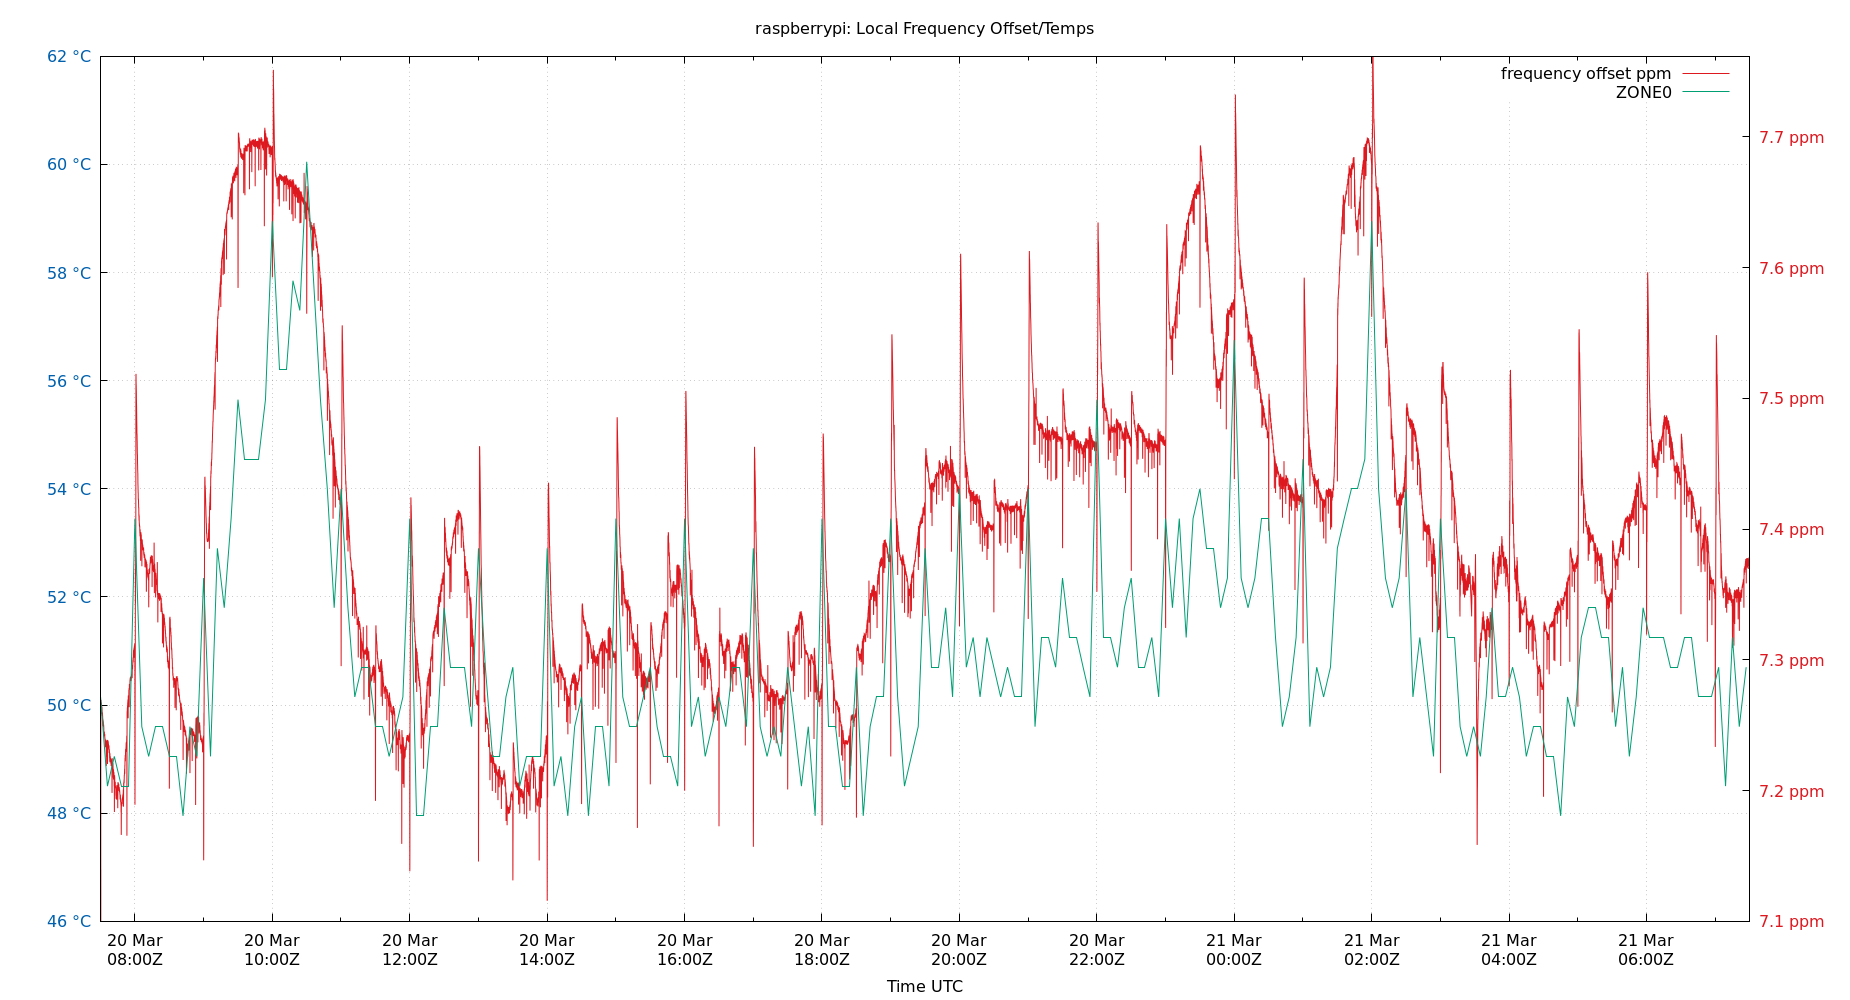 raspberrypi: Local Frequency Offset/Temps
62 °C
60 °C
58 °C
56 °C
54 °C
52 °C
50 °C
48 °C
46 °C
frequency offset ppm
ZONE0
7.7 ppm
7.6 ppm
7.5 ppm
7.4 ppm
7.3 ppm
7.2 ppm
7.1 ppm
20 Mar
08:00Z
20 Mar
10:00Z
20 Mar
12:00Z
20 Mar
14:00Z
20 Mar
16:00Z
20 Mar
18:00Z
20 Mar
20:00Z
20 Mar
22:00Z
21 Mar
00:00Z
21 Mar
02:00Z
21 Mar
04:00Z
21 Mar
06:00Z
Time UTC